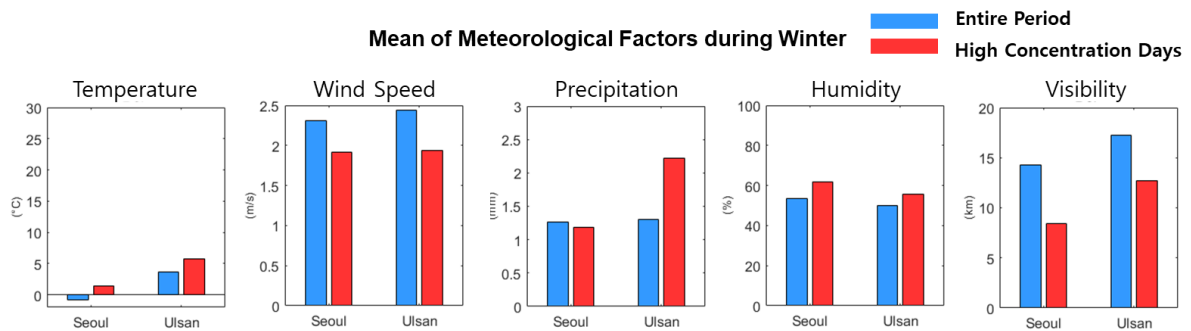 Mean of Meteorological Factors during Winter
Entire Period
High Concentration Days
Temperature
30
25
20
15
10
5
0
(°C)
Seoul
Ulsan
Wind Speed
2.5
2
1.5
1
0.5
0
(m/s)
Seoul
Ulsan
Precipitation
3
2.5
2
1.5
1
0.5
0
(mm)
Seoul
Ulsan
Humidity
100
80
60
40
20
0
(%)
Seoul
Ulsan
Visibility
20
15
10
5
0
(km)
Seoul
Ulsan